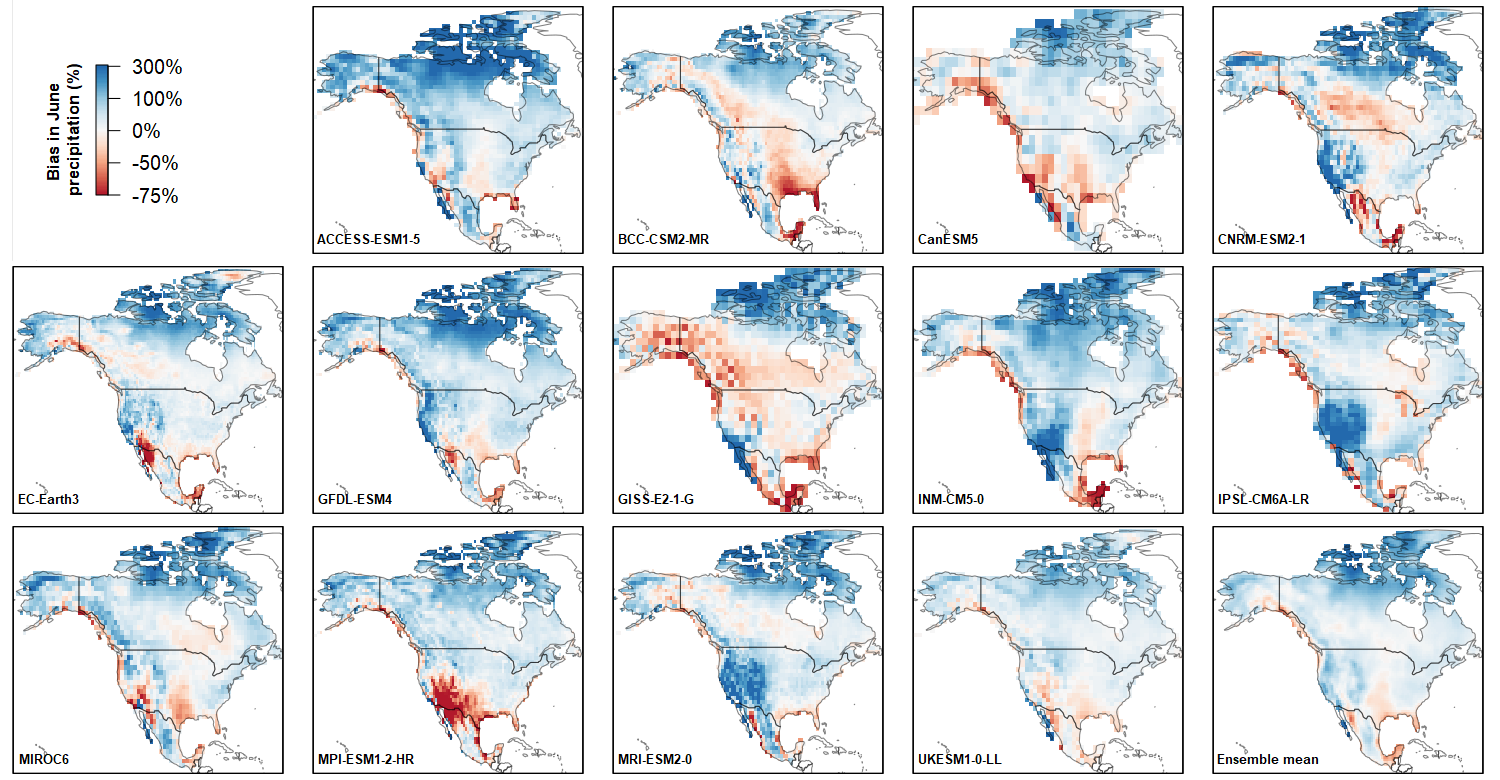 Bias in June
precipitation (%)
300%
100%
0%
-50%
-75%
ACCESS-ESM1-5
BCC-CSM2-MR
CanESM5
CNRM-ESM2-1
EC-Earth3
GFDL-ESM4
GISS-E2-1-G
INM-CM5-0
IPSL-CM6A-LR
MIROC6
MPI-ESM1-2-HR
MRI-ESM2-0
UKESM1-0-LL
Ensemble mean